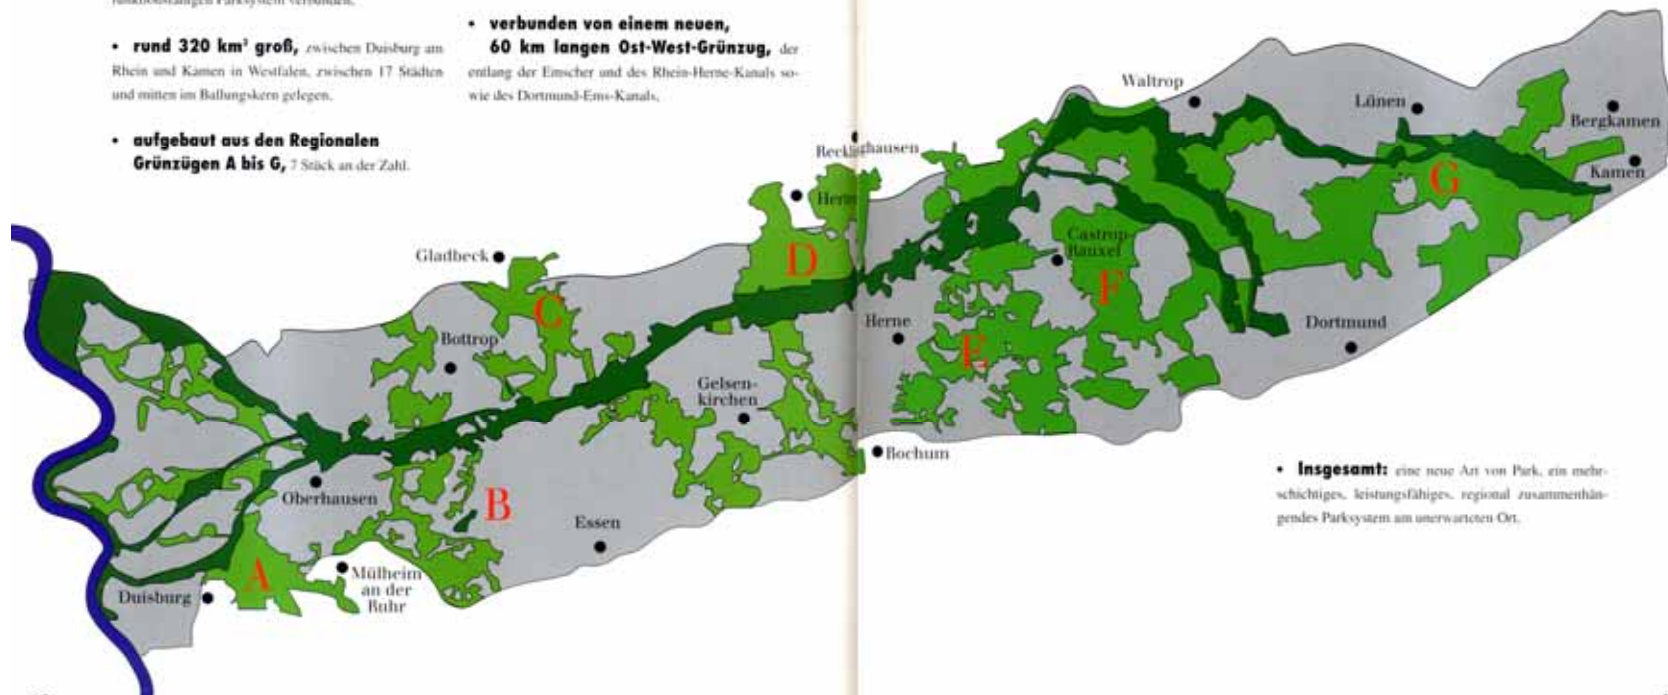 funktionsfähigen Parksystem verbunden.
• rund 320 km² groß, zwischen Duisburg am
Rhein und Kamen in Westfalen, zwischen 17 Städten
und mitten im Ballungskern gelegen.
• aufgebaut aus den Regionalen
Grünzügen A bis G, 7 Stück an der Zahl.
• verbunden von einem neuen,
60 km langen Ost-West-Grünzug, der
entlang der Emscher und des Rhein-Herne-Kanals so-
wie des Dortmund-Ems-Kanals.
Waltrop
Lünen
Bergkamen
Kamen
G
Recklinghausen
Herne
Castrop-
Rauxel
Gladbeck
D
F
C
Bottrop
Herne
E
Dortmund
Gelsen-
kirchen
Bochum
Oberhausen
B
Essen
A
Duisburg
Mülheim
an der
Ruhr
• Insgesamt: eine neue Art von Park, ein mehr-
schichtiges, leistungsfähiges, regional zusammenhän-
gendes Parksystem am unerwarteten Ort.